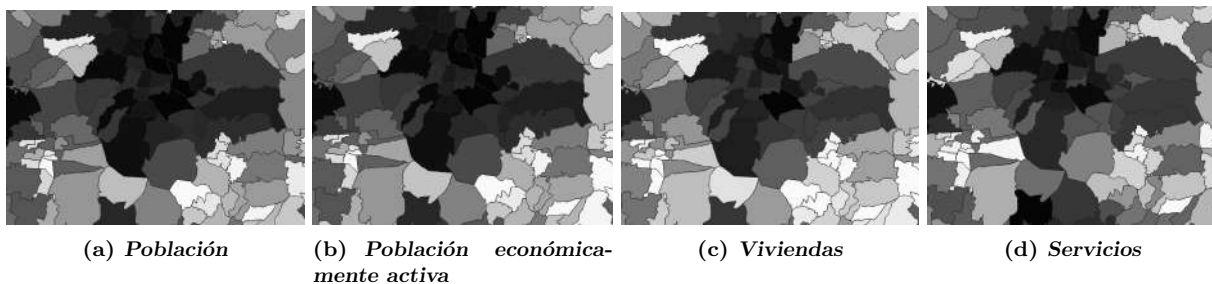 (a) Población
(b) Población económica-
mente activa
(c) Viviendas
(d) Servicios